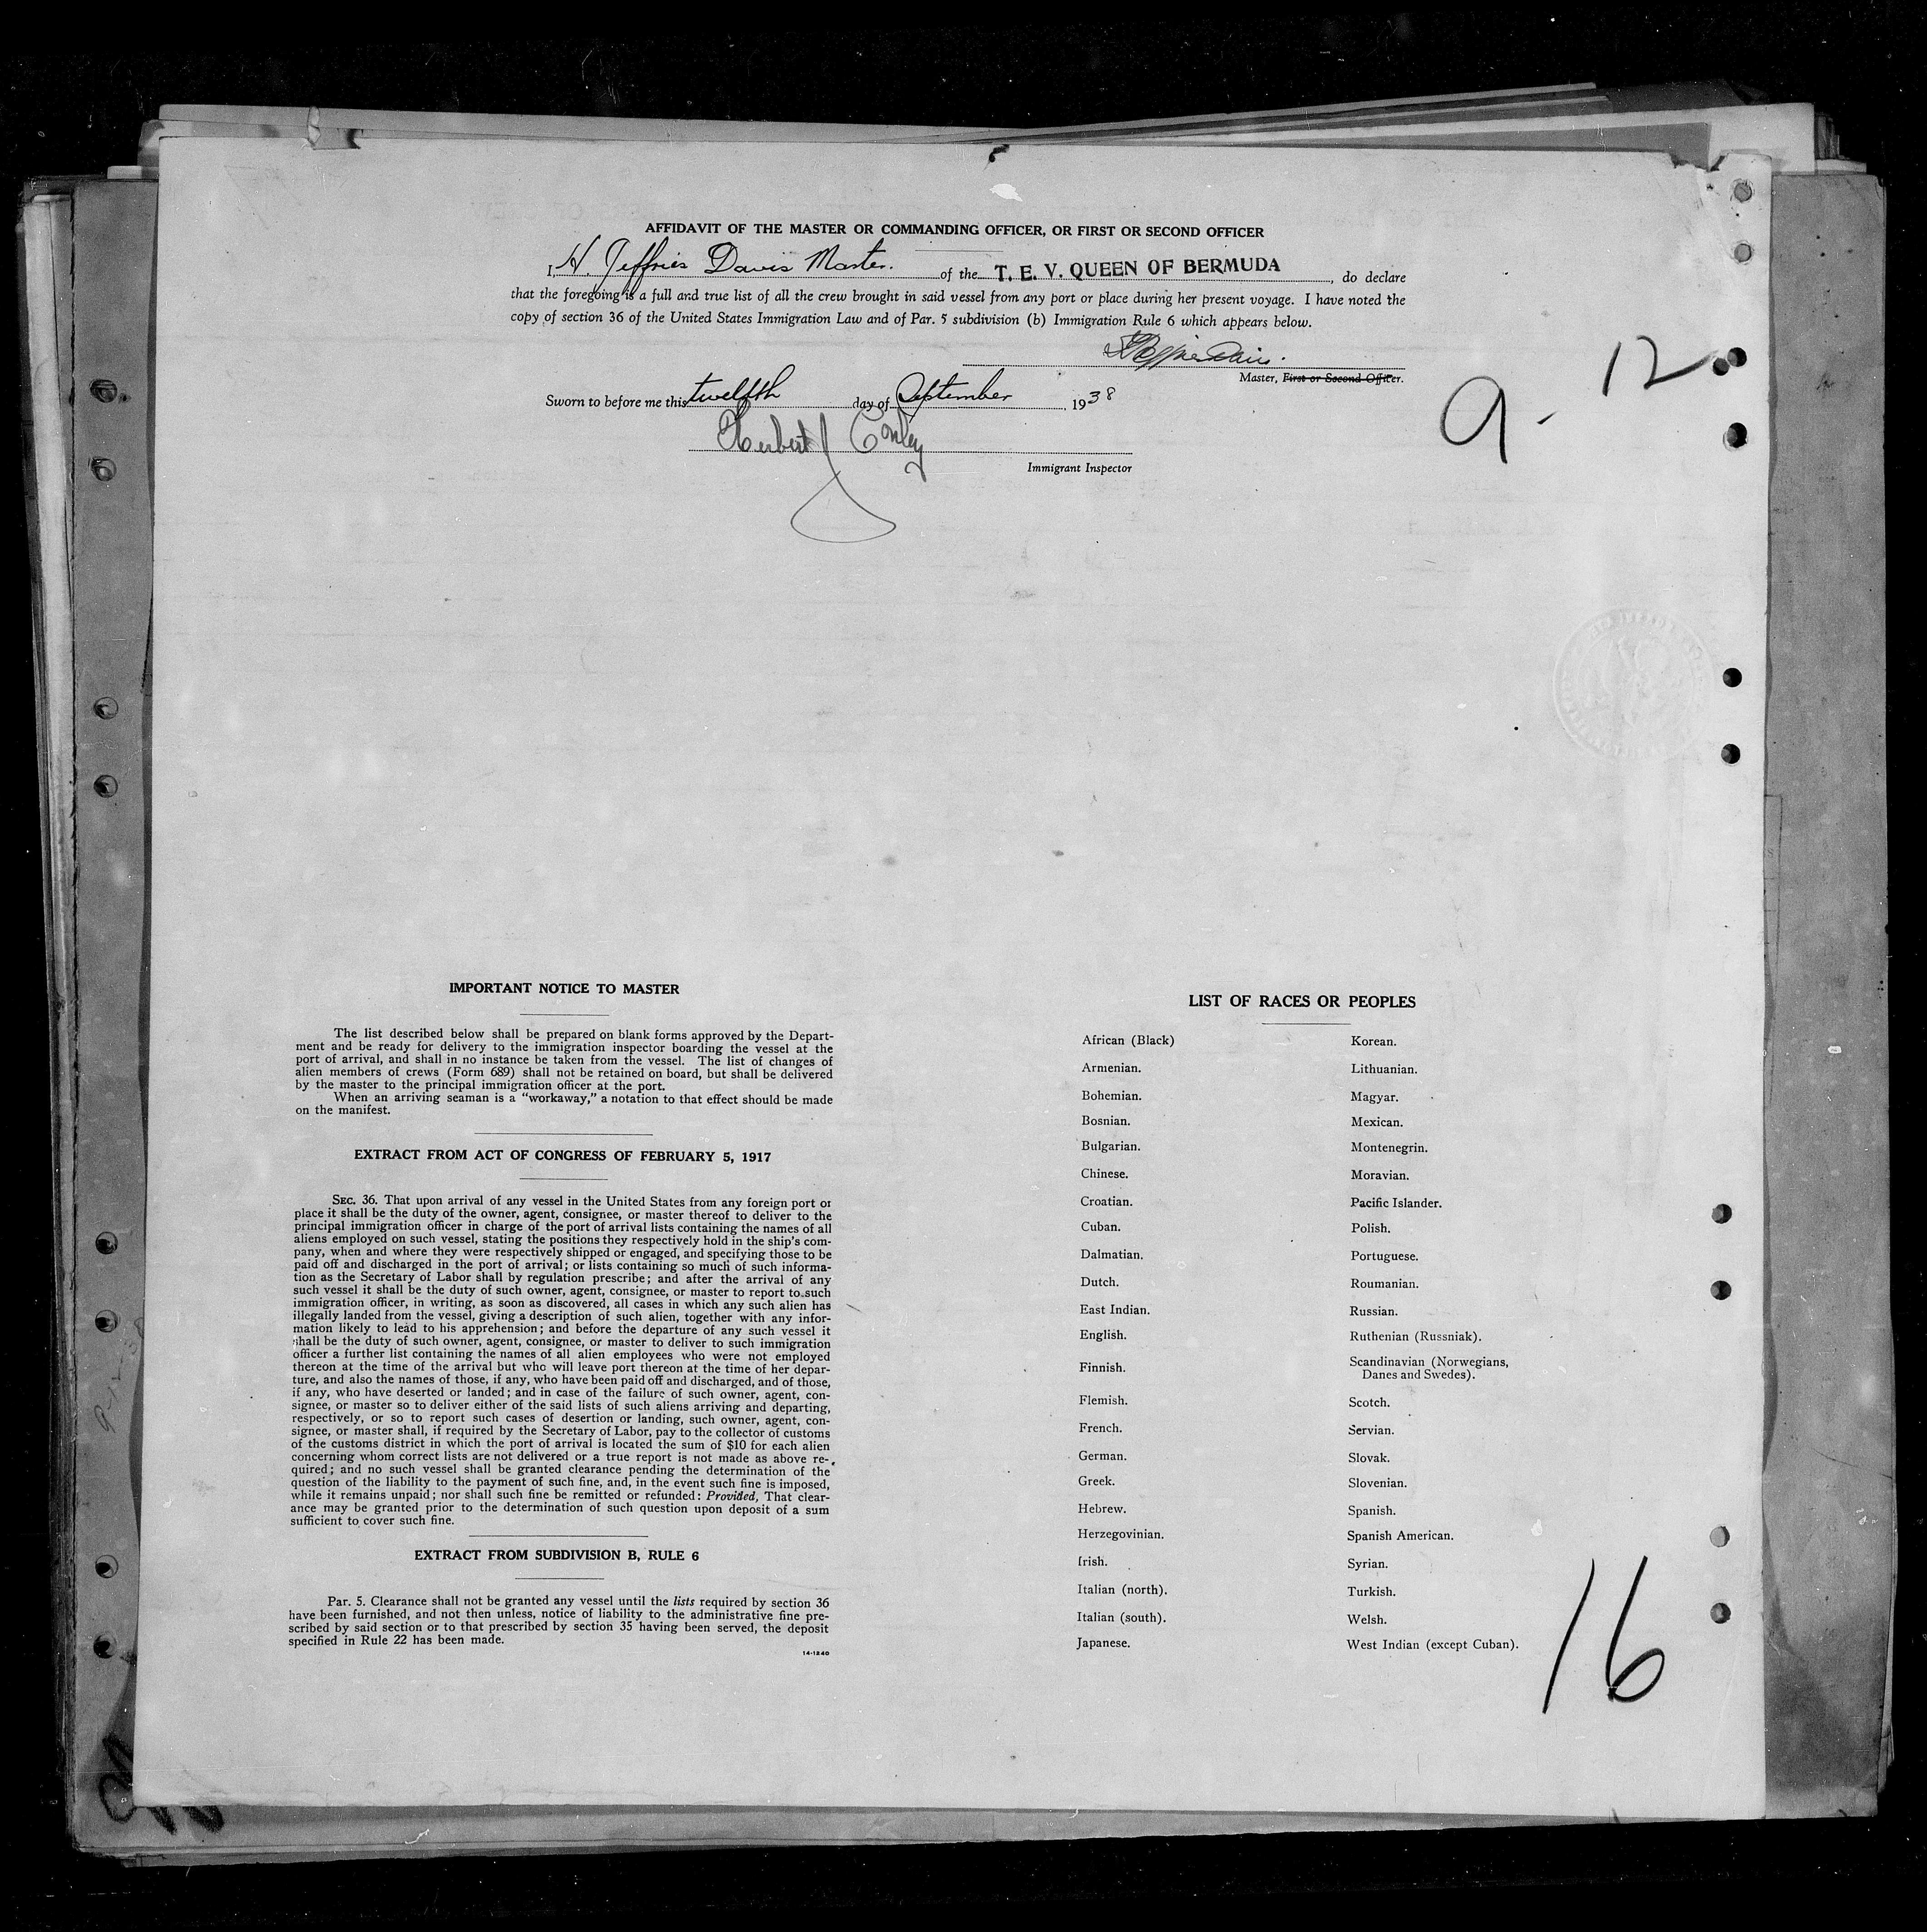 AFFIDAVIT OF THE MASTER OR COMMANDING OFFICER, OR FIRST OR SECOND OFFICER
I, H. Jeffries Davis Master. of the T. E. V. QUEEN OF BERMUDA, do declare
that the foregoing is a full and true list of all the crew brought in said vessel from any port or place during her present voyage. I have noted the
copy of section 36 of the United States Immigration Law and of Par. 5 subdivision (b) Immigration Rule 6 which appears below.
Master, First or Second Officer.
9-12
Sworn to before me this twelfth day of September, 1938
Herbert J Conley
Immigrant Inspector
IMPORTANT NOTICE TO MASTER
The list described below shall be prepared on blank forms approved by the Depart-
ment and be ready for delivery to the immigration inspector boarding the vessel at the
port of arrival, and shall in no instance be taken from the vessel. The list of changes of
alien members of crews (Form 689) shall not be retained on board, but shall be delivered
by the master to the principal immigration officer at the port.
When an arriving seaman is a "workaway," a notation to that effect should be made
on the manifest.
EXTRACT FROM ACT OF CONGRESS OF FEBRUARY 5, 1917
SEC. 36. That upon arrival of any vessel in the United States from any foreign port or
place it shall be the duty of the owner, agent, consignee, or master thereof to deliver to the
principal immigration officer in charge of the port of arrival lists containing the names of all
aliens employed on such vessel, stating the positions they respectively hold in the ship's com-
pany, when and where they were respectively shipped or engaged, and specifying those to be
paid off and discharged in the port of arrival; or lists containing so much of such informa-
tion as the Secretary of Labor shall by regulation prescribe; and after the arrival of any
such vessel it shall be the duty of such owner, agent, consignee, or master to report to such
immigration officer, in writing, as soon as discovered, all cases in which any such alien has
illegally landed from the vessel, giving a description of such alien, together with any infor-
mation likely to lead to his apprehension; and before the departure of any such vessel it
shall be the duty of such owner, agent, consignee, or master to deliver to such immigration
officer a further list containing the names of all alien employees who were not employed
thereon at the time of the arrival but who will leave port thereon at the time of her depar-
ture, and also the names of those, if any, who have been paid off and discharged, and of those,
if any, who have deserted or landed; and in case of the failure of such owner, agent, con-
signee, or master so to deliver either of the said lists of such aliens arriving and departing,
respectively, or so to report such cases of desertion or landing, such owner, agent, con-
signee, or master shall, if required by the Secretary of Labor, pay to the collector of customs
of the customs district in which the port of arrival is located the sum of $10 for each alien
concerning whom correct lists are not delivered or a true report is not made as above re-
quired; and no such vessel shall be granted clearance pending the determination of the
question of the liability to the payment of such fine, and, in the event such fine is imposed,
while it remains unpaid; nor shall such fine be remitted or refunded: Provided, That clear-
ance may be granted prior to the determination of such question upon deposit of a sum
sufficient to cover such fine.
EXTRACT FROM SUBDIVISION B, RULE 6
Par. 5. Clearance shall not be granted any vessel until the lists required by section 36
have been furnished, and not then unless, notice of liability to the administrative fine pre-
scribed by said section or to that prescribed by section 35 having been served, the deposit
specified in Rule 22 has been made.
14-1240
LIST OF RACES OR PEOPLES
African (Black)
Armenian.
Bohemian.
Bosnian.
Bulgarian.
Chinese.
Croatian.
Cuban.
Dalmatian.
Dutch.
East Indian.
English.
Finnish.
Flemish.
French.
German.
Greek.
Hebrew.
Herzegovinian.
Irish.
Italian (north).
Italian (south).
Japanese.
Korean.
Lithuanian.
Magyar.
Mexican.
Montenegrin.
Moravian.
Pacific Islander.
Polish.
Portuguese.
Roumanian.
Russian.
Ruthenian (Russniak).
Scandinavian (Norwegians,
Danes and Swedes).
Scotch.
Servian.
Slovak.
Slovenian.
Spanish.
Spanish American.
Syrian.
Turkish.
Welsh.
West Indian (except Cuban).
16